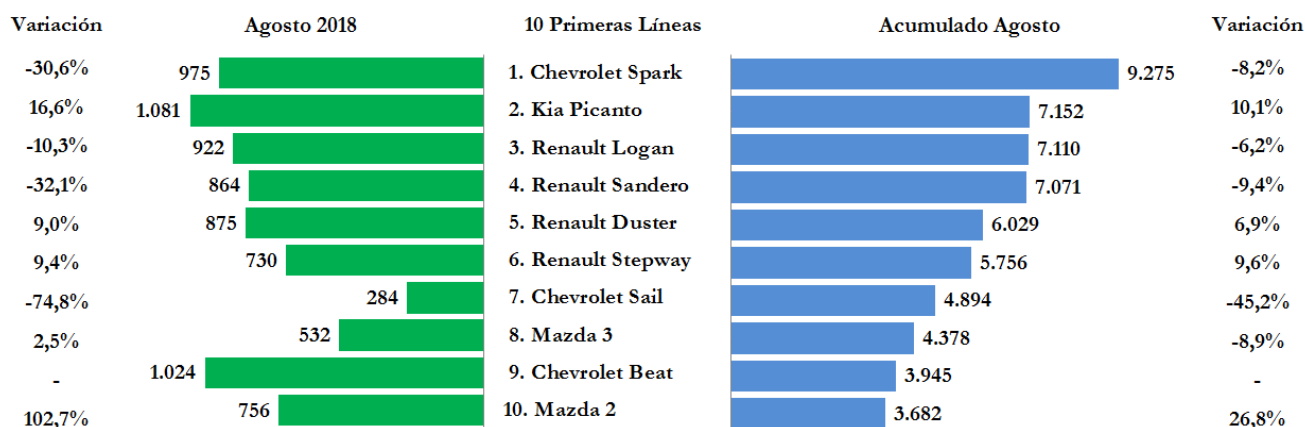 Variación Agosto 2018 10 Primeras Líneas Acumulado Agosto Variación
-30,6% 975 1. Chevrolet Spark 9.275 -8,2%
16,6% 1.081 2. Kia Picanto 7.152 10,1%
-10,3% 922 3. Renault Logan 7.110 -6,2%
-32,1% 864 4. Renault Sandero 7.071 -9,4%
9,0% 875 5. Renault Duster 6.029 6,9%
9,4% 730 6. Renault Stepway 5.756 9,6%
-74,8% 284 7. Chevrolet Sail 4.894 -45,2%
2,5% 532 8. Mazda 3 4.378 -8,9%
- 1.024 9. Chevrolet Beat 3.945 -
102,7% 756 10. Mazda 2 3.682 26,8%